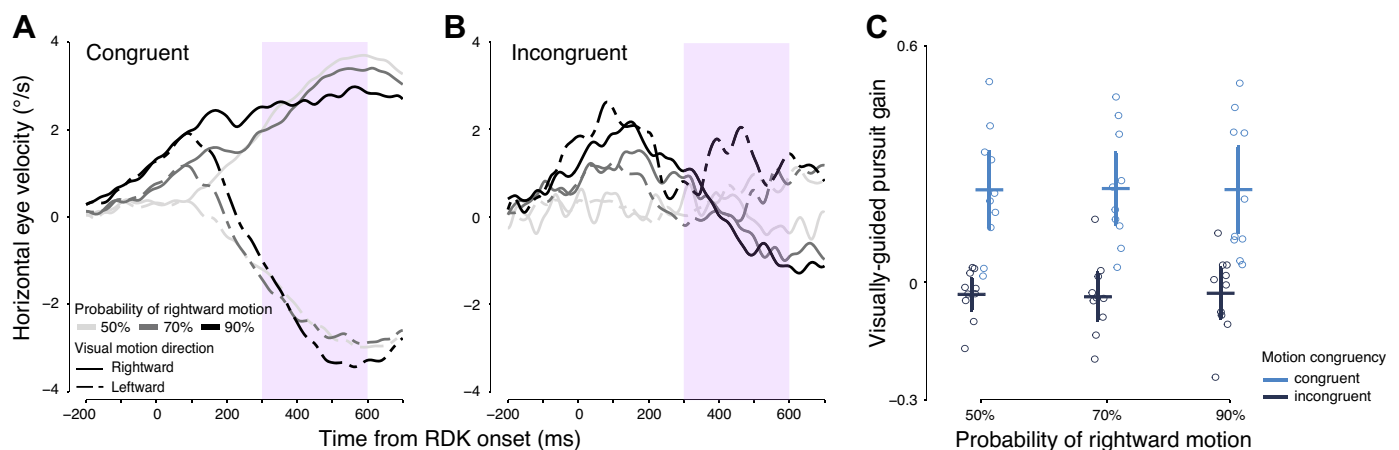 A
Congruent
Horizontal eye velocity (°/s)
4
2
0
−2
−4
Probability of rightward motion
50% 70% 90%
Visual motion direction
Rightward
Leftward
−200 0 200 400 600
B
Incongruent
4
2
0
−2
−4
−200 0 200 400 600
Time from RDK onset (ms)
C
Visually-guided pursuit gain
0.6
0
-0.3
50% 70% 90%
Probability of rightward motion
Motion congruency
congruent
incongruent